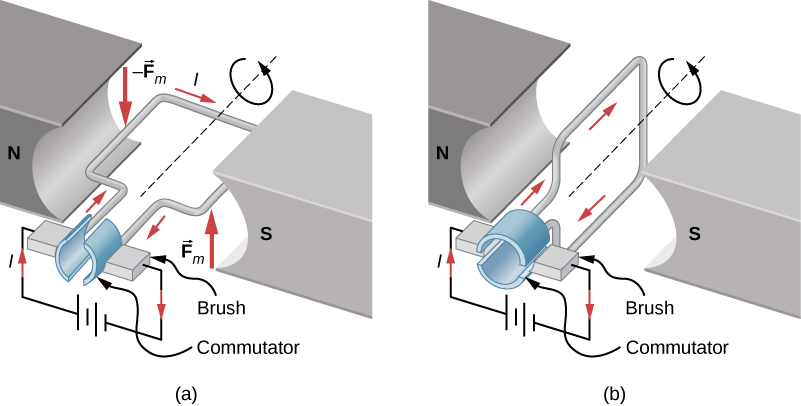 −F⃗m
I
N
S
F⃗m
I
Brush
Commutator
(a)
N
S
I
Brush
Commutator
(b)